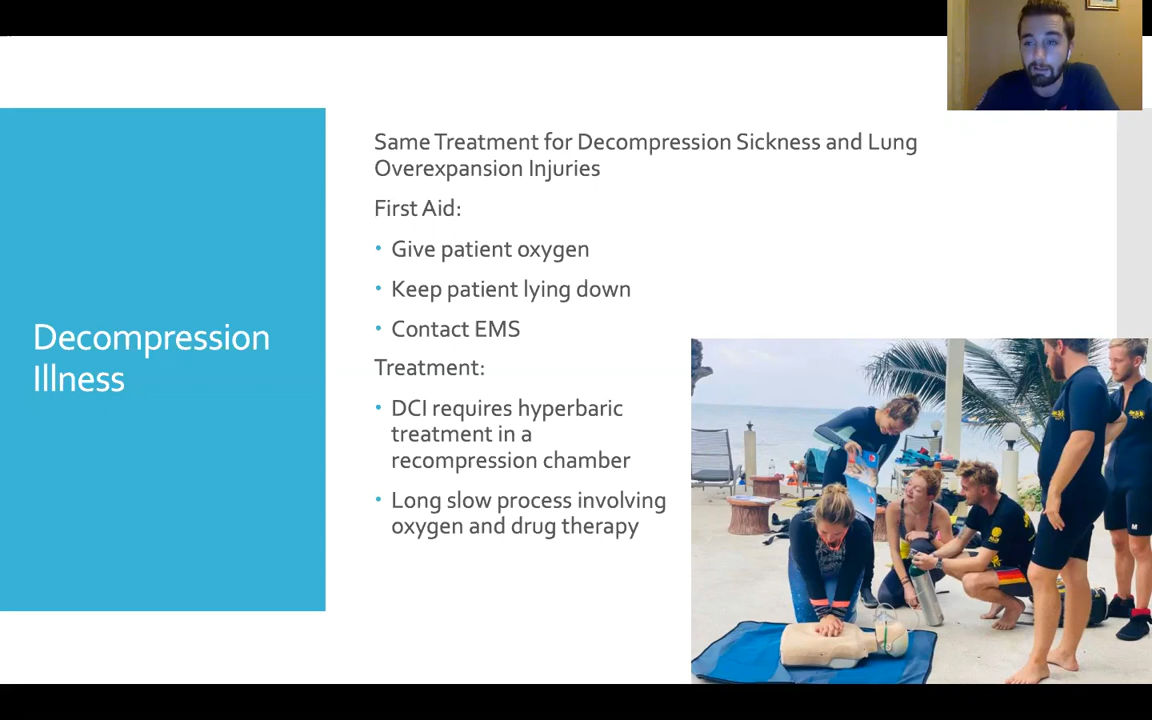 Decompression
Illness
Same Treatment for Decompression Sickness and Lung
Overexpansion Injuries
First Aid:
• Give patient oxygen
• Keep patient lying down
• Contact EMS
Treatment:
• DCI requires hyperbaric
treatment in a
recompression chamber
• Long slow process involving
oxygen and drug therapy
M